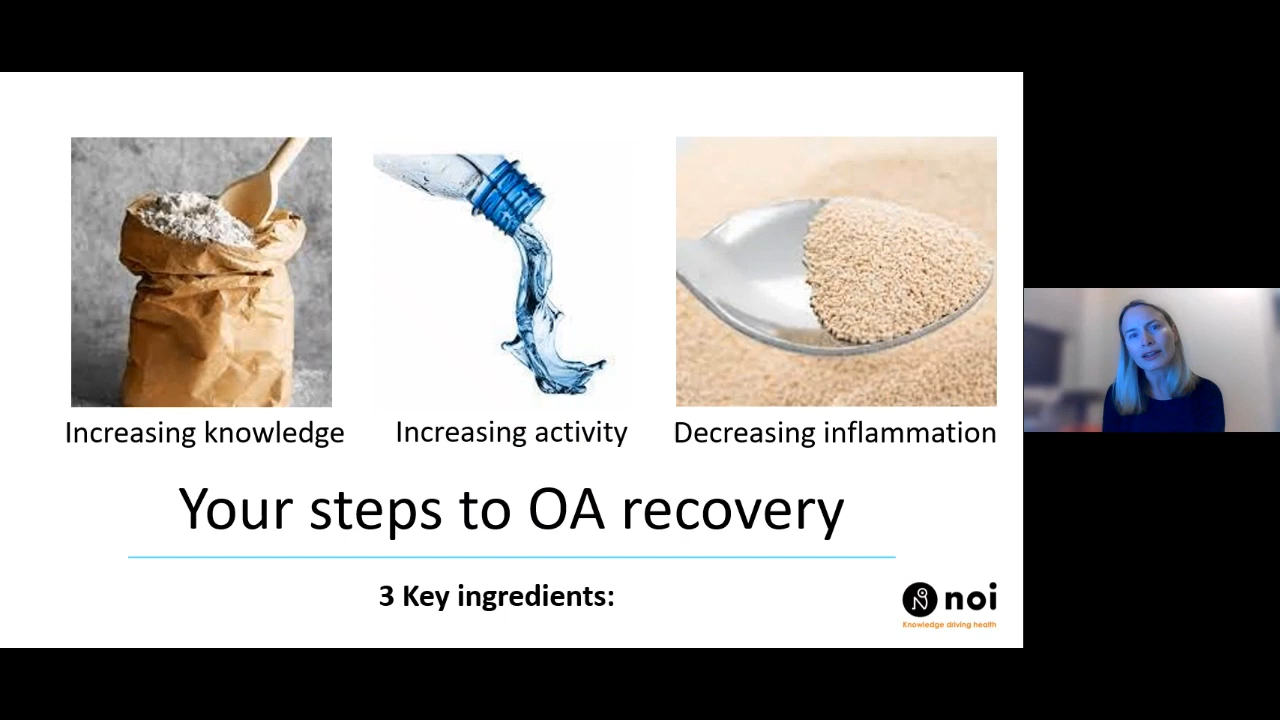 Increasing knowledge
Increasing activity
Decreasing inflammation
Your steps to OA recovery
3 Key ingredients:
noi
Knowledge driving health